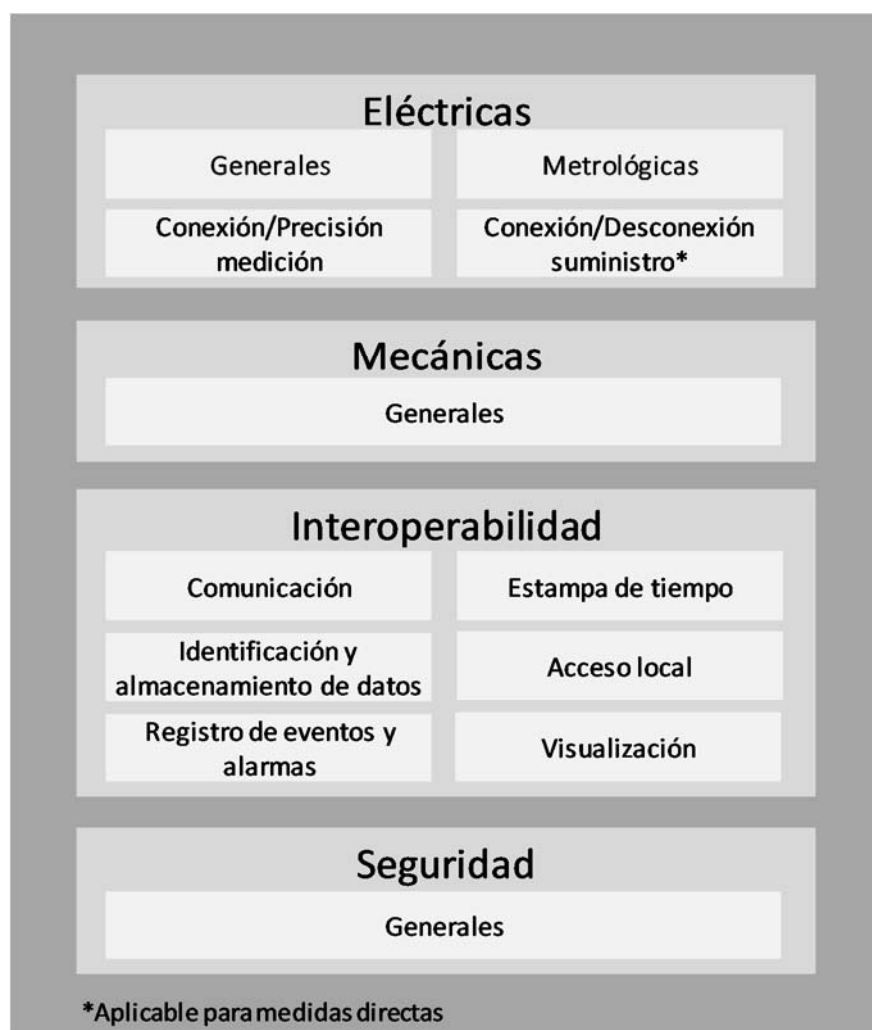 Eléctricas
Generales
Metrológicas
Conexión/Precisión
medición
Conexión/Desconexión
suministro*
Mecánicas
Generales
Interoperabilidad
Comunicación
Estampa de tiempo
Identificación y
almacenamiento de datos
Acceso local
Registro de eventos y
alarmas
Visualización
Seguridad
Generales
*Aplicable para medidas directas